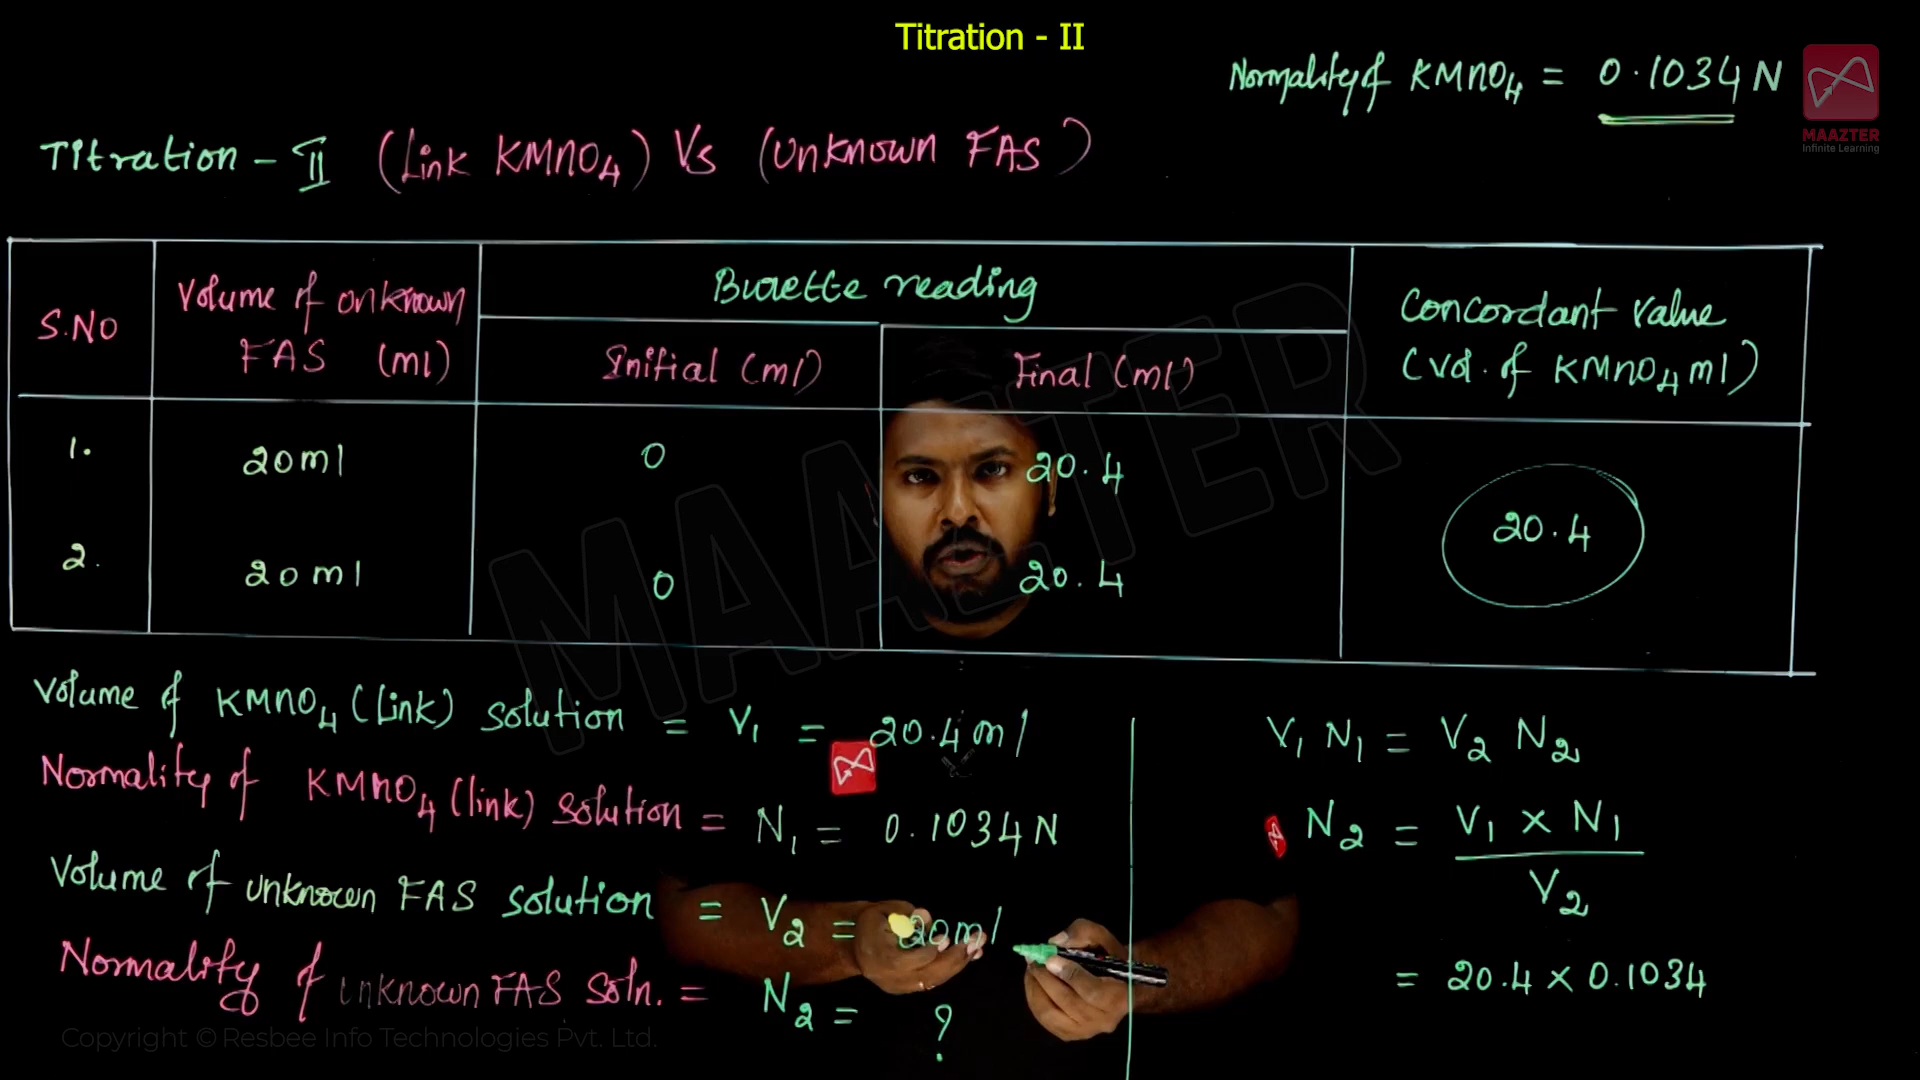 Titration - II
Normality of KMnO4 = 0.1034 N
MAAZTER
Infinite Learning
Titration - II (Link KMnO4) Vs (Unknown FAS)
S.No
Volume of unknown FAS (ml)
Burette reading
Initial (ml)
Final (ml)
Concordant value (Vol. of KMnO4 ml)
1. 20ml 0 20.4
20.4
2. 20ml 0 20.4
MAAZTER
Volume of KMnO4 (Link) solution = V1 = 20.4ml
Normality of KMnO4 (link) solution = N1 = 0.1034 N
Volume of unknown FAS solution = V2 = 20ml
Normality of unknown FAS soln. = N2 = ?
V1 N1 = V2 N2
N2 = V1 × N1
V2
= 20.4 × 0.1034
Copyright © Resbee Info Technologies Pvt. Ltd.